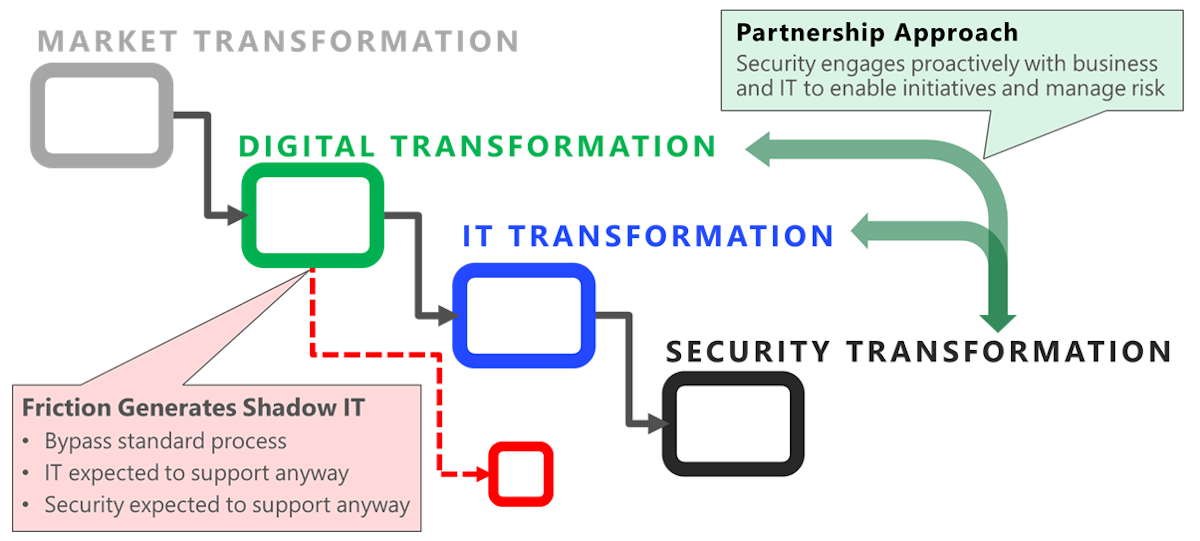 MARKET TRANSFORMATION
Partnership Approach
Security engages proactively with business
and IT to enable initiatives and manage risk
DIGITAL TRANSFORMATION
IT TRANSFORMATION
SECURITY TRANSFORMATION
Friction Generates Shadow IT
• Bypass standard process
• IT expected to support anyway
• Security expected to support anyway